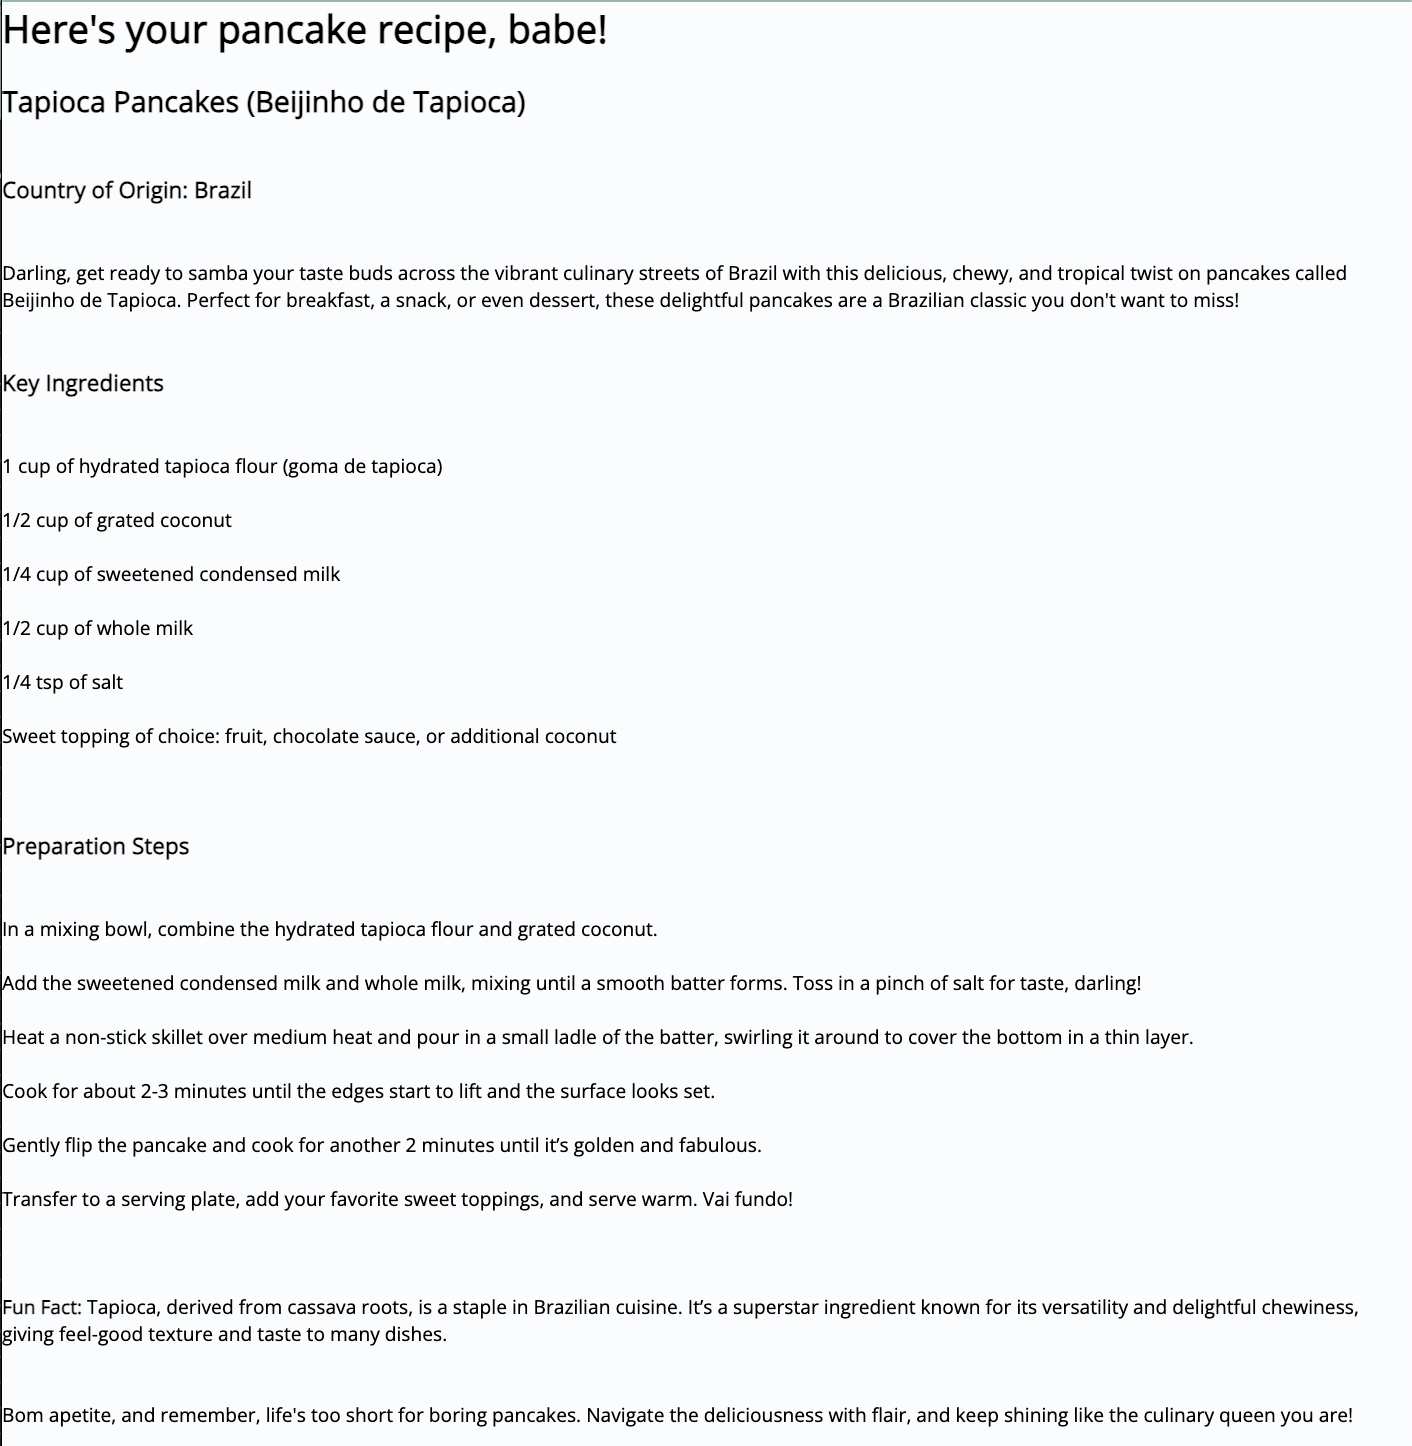 Here's your pancake recipe, babe!
Tapioca Pancakes (Beijinho de Tapioca)
Country of Origin: Brazil
Darling, get ready to samba your taste buds across the vibrant culinary streets of Brazil with this delicious, chewy, and tropical twist on pancakes called
Beijinho de Tapioca. Perfect for breakfast, a snack, or even dessert, these delightful pancakes are a Brazilian classic you don't want to miss!
Key Ingredients
1 cup of hydrated tapioca flour (goma de tapioca)
1/2 cup of grated coconut
1/4 cup of sweetened condensed milk
1/2 cup of whole milk
1/4 tsp of salt
Sweet topping of choice: fruit, chocolate sauce, or additional coconut
Preparation Steps
In a mixing bowl, combine the hydrated tapioca flour and grated coconut.
Add the sweetened condensed milk and whole milk, mixing until a smooth batter forms. Toss in a pinch of salt for taste, darling!
Heat a non-stick skillet over medium heat and pour in a small ladle of the batter, swirling it around to cover the bottom in a thin layer.
Cook for about 2-3 minutes until the edges start to lift and the surface looks set.
Gently flip the pancake and cook for another 2 minutes until it’s golden and fabulous.
Transfer to a serving plate, add your favorite sweet toppings, and serve warm. Vai fundo!
Fun Fact: Tapioca, derived from cassava roots, is a staple in Brazilian cuisine. It’s a superstar ingredient known for its versatility and delightful chewiness,
giving feel-good texture and taste to many dishes.
Bom apetite, and remember, life's too short for boring pancakes. Navigate the deliciousness with flair, and keep shining like the culinary queen you are!